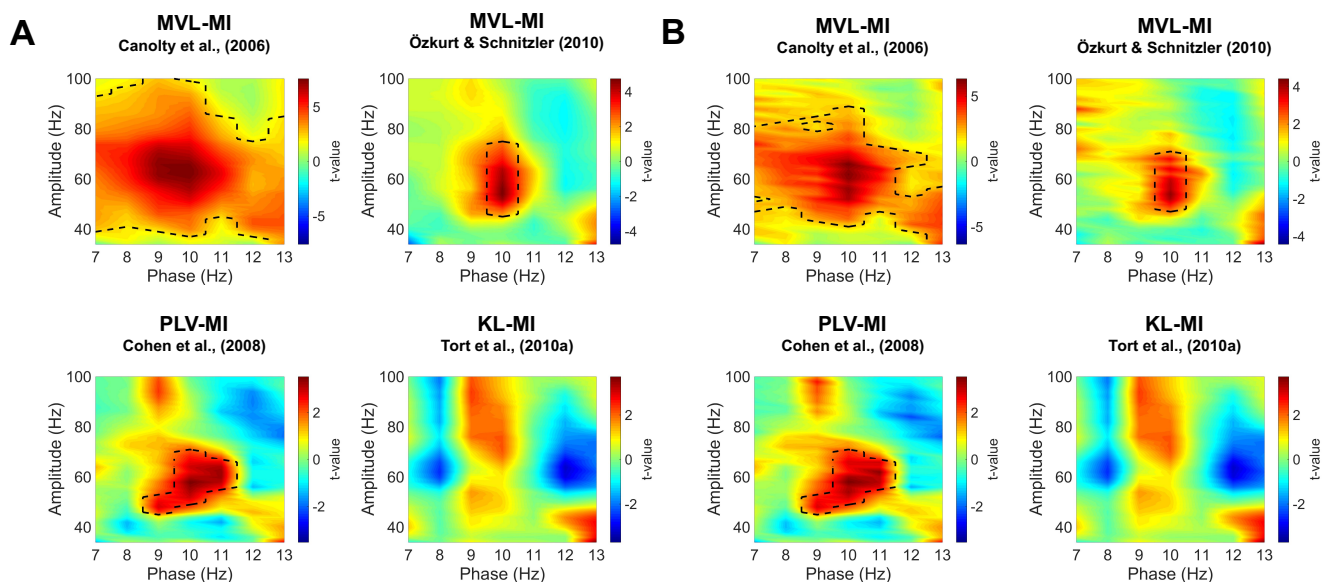 A
MVL-MI
Canolty et al., (2006)
100
80
60
40
Amplitude (Hz)
7 8 9 10 11 12 13
Phase (Hz)
5
0
-5
t-value
MVL-MI
Özkurt & Schnitzler (2010)
100
80
60
40
Amplitude (Hz)
7 8 9 10 11 12 13
Phase (Hz)
4
2
0
-2
-4
t-value
PLV-MI
Cohen et al., (2008)
100
80
60
40
Amplitude (Hz)
7 8 9 10 11 12 13
Phase (Hz)
2
0
-2
t-value
KL-MI
Tort et al., (2010a)
100
80
60
40
Amplitude (Hz)
7 8 9 10 11 12 13
Phase (Hz)
2
0
-2
t-value
B
MVL-MI
Canolty et al., (2006)
100
80
60
40
Amplitude (Hz)
7 8 9 10 11 12 13
Phase (Hz)
5
0
-5
t-value
MVL-MI
Özkurt & Schnitzler (2010)
100
80
60
40
Amplitude (Hz)
7 8 9 10 11 12 13
Phase (Hz)
4
2
0
-2
-4
t-value
PLV-MI
Cohen et al., (2008)
100
80
60
40
Amplitude (Hz)
7 8 9 10 11 12 13
Phase (Hz)
2
0
-2
t-value
KL-MI
Tort et al., (2010a)
100
80
60
40
Amplitude (Hz)
7 8 9 10 11 12 13
Phase (Hz)
2
0
-2
t-value